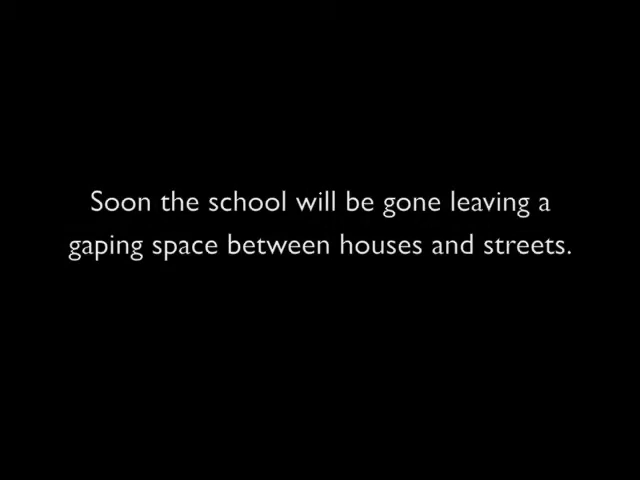 Soon the school will be gone leaving a
gaping space between houses and streets.